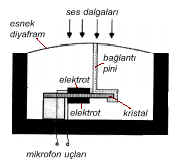 ses dalgaları
esnek
diyafram
bağlantı
pini
elektrot
kristal
elektrot
mikrofon uçları